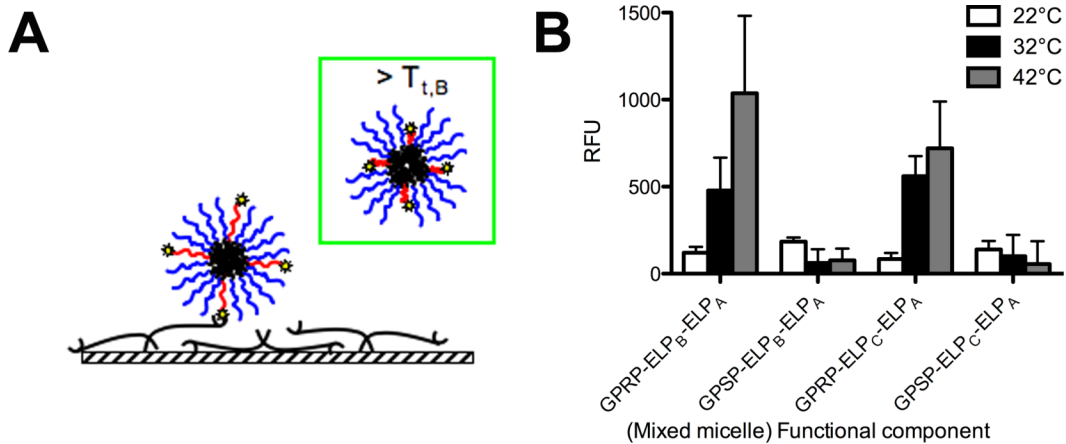 A
> Tt,B
B
1500
1000
500
0
RFU
22°C
32°C
42°C
GPRP-ELPB-ELPA
GPSP-ELPB-ELPA
GPRP-ELPC-ELPA
GPSP-ELPC-ELPA
(Mixed micelle) Functional component